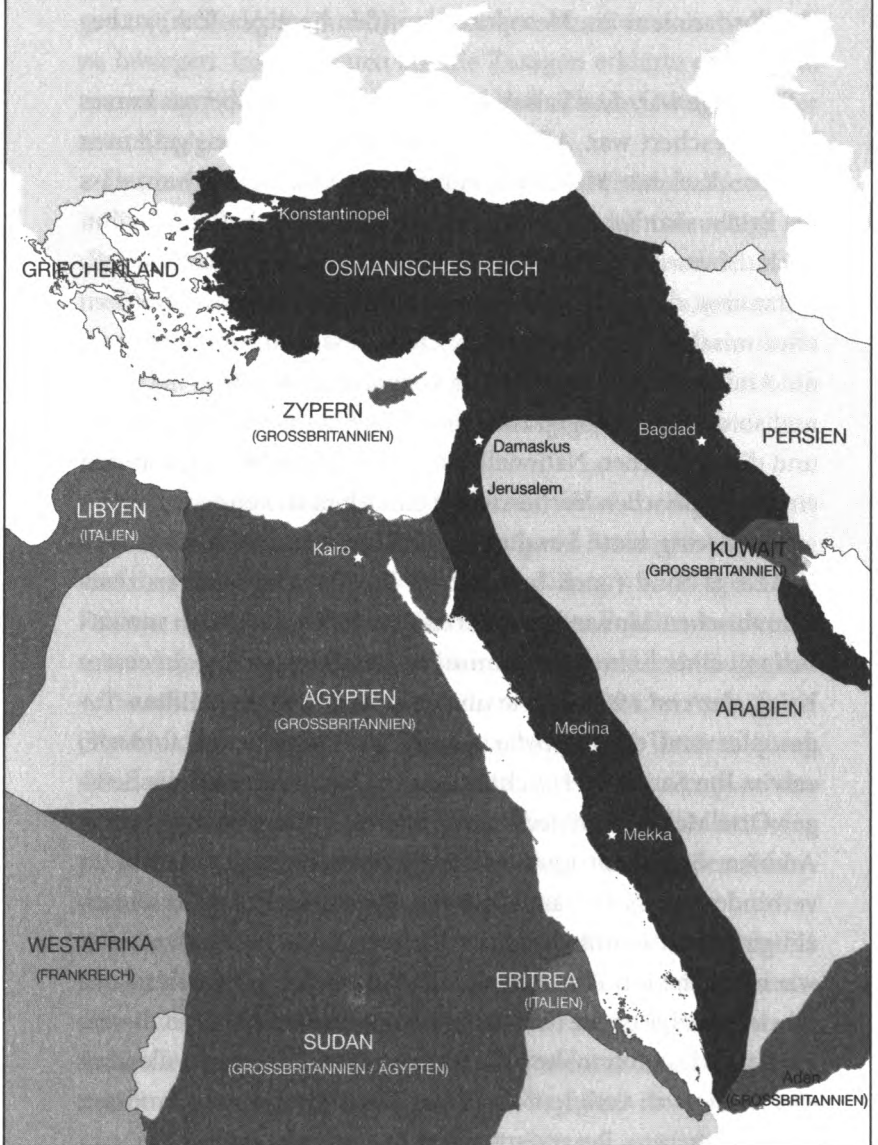 Konstantinopel
GRIECHENLAND
OSMANISCHES REICH
ZYPERN
(GROSSBRITANNIEN)
Damaskus
Bagdad
PERSIEN
Jerusalem
LIBYEN
(ITALIEN)
Kairo
KUWAIT
(GROSSBRITANNIEN)
ÄGYPTEN
(GROSSBRITANNIEN)
ARABIEN
Medina
Mekka
WESTAFRIKA
(FRANKREICH)
ERITREA
(ITALIEN)
SUDAN
(GROSSBRITANNIEN / ÄGYPTEN)
Aden
(GROSSBRITANNIEN)